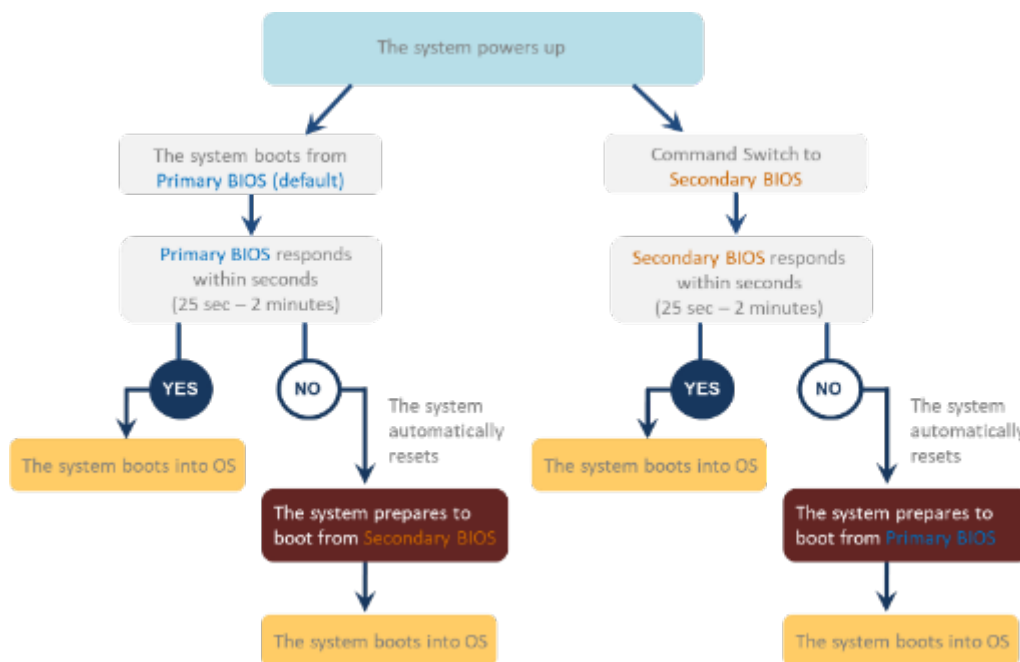 The system powers up
The system boots from
Primary BIOS (default)
Command Switch to
Secondary BIOS
Primary BIOS responds
within seconds
(25 sec – 2 minutes)
Secondary BIOS responds
within seconds
(25 sec – 2 minutes)
YES
NO
YES
NO
The system
automatically
resets
The system
automatically
resets
The system boots into OS
The system boots into OS
The system prepares to
boot from Secondary BIOS
The system prepares to
boot from Primary BIOS
The system boots into OS
The system boots into OS